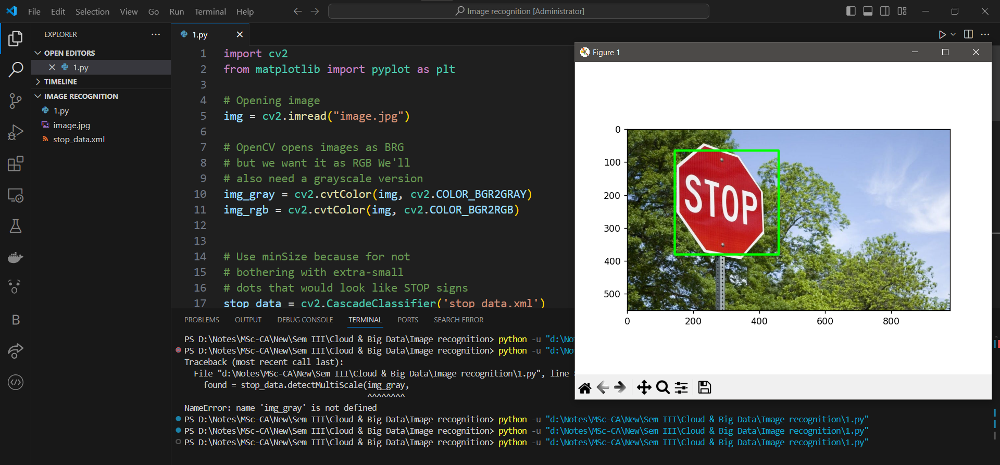 File Edit Selection View Go Run Terminal Help
Image recognition [Administrator]
EXPLORER
OPEN EDITORS
1.py
TIMELINE
IMAGE RECOGNITION
1.py
image.jpg
stop_data.xml
B
1.py
1 import cv2
2 from matplotlib import pyplot as plt
3
4 # Opening image
5 img = cv2.imread("image.jpg")
6
7 # OpenCV opens images as BRG
8 # but we want it as RGB We'll
9 # also need a grayscale version
10 img_gray = cv2.cvtColor(img, cv2.COLOR_BGR2GRAY)
11 img_rgb = cv2.cvtColor(img, cv2.COLOR_BGR2RGB)
12
13
14 # Use minSize because for not
15 # bothering with extra-small
16 # dots that would look like STOP signs
17 stop_data = cv2.CascadeClassifier('stop_data.xml')
PROBLEMS OUTPUT DEBUG CONSOLE TERMINAL PORTS SEARCH ERROR
PS D:\Notes\MSc-CA\New\Sem III\Cloud & Big Data\Image recognition> python -u "d:\No
PS D:\Notes\MSc-CA\New\Sem III\Cloud & Big Data\Image recognition> python -u "d:\No
Traceback (most recent call last):
File "d:\Notes\MSc-CA\New\Sem III\Cloud & Big Data\Image recognition\1.py", line
found = stop_data.detectMultiScale(img_gray,
^^^^^^^^
NameError: name 'img_gray' is not defined
PS D:\Notes\MSc-CA\New\Sem III\Cloud & Big Data\Image recognition> python -u "d:\Notes\MSc-CA\New\Sem III\Cloud & Big Data\Image recognition\1.py"
PS D:\Notes\MSc-CA\New\Sem III\Cloud & Big Data\Image recognition> python -u "d:\Notes\MSc-CA\New\Sem III\Cloud & Big Data\Image recognition\1.py"
PS D:\Notes\MSc-CA\New\Sem III\Cloud & Big Data\Image recognition> python -u "d:\Notes\MSc-CA\New\Sem III\Cloud & Big Data\Image recognition\1.py"
Figure 1
0
100
200
300
400
500
STOP
0 200 400 600 800